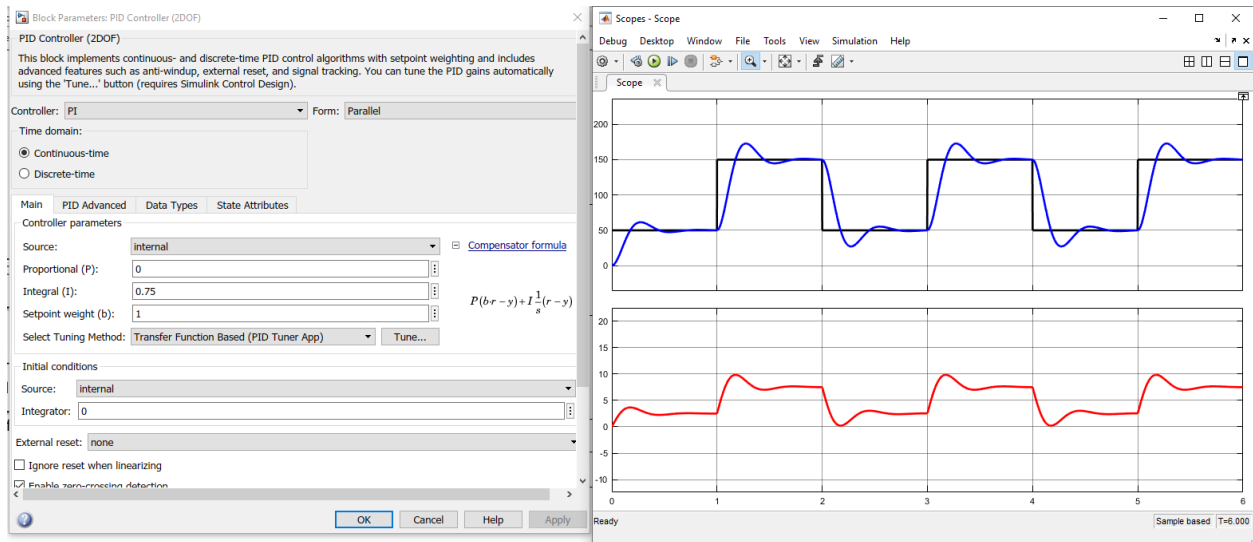 Block Parameters: PID Controller (2DOF)
PID Controller (2DOF)
This block implements continuous- and discrete-time PID control algorithms with setpoint weighting and includes
advanced features such as anti-windup, external reset, and signal tracking. You can tune the PID gains automatically
using the 'Tune...' button (requires Simulink Control Design).
Controller: PI Form: Parallel
Time domain:
Continuous-time
Discrete-time
Main PID Advanced Data Types State Attributes
Controller parameters
Source: internal Compensator formula
Proportional (P): 0
Integral (I): 0.75
P(b·r−y)+I 1/s (r−y)
Setpoint weight (b): 1
Select Tuning Method: Transfer Function Based (PID Tuner App) Tune...
Initial conditions
Source: internal
Integrator: 0
External reset: none
Ignore reset when linearizing
Enable zero-crossing detection
OK Cancel Help Apply
Scopes - Scope
Debug Desktop Window File Tools View Simulation Help
Scope
200
150
100
50
0
20
15
10
5
0
-5
-10
0 1 2 3 4 5 6
Ready Sample based T=6.000